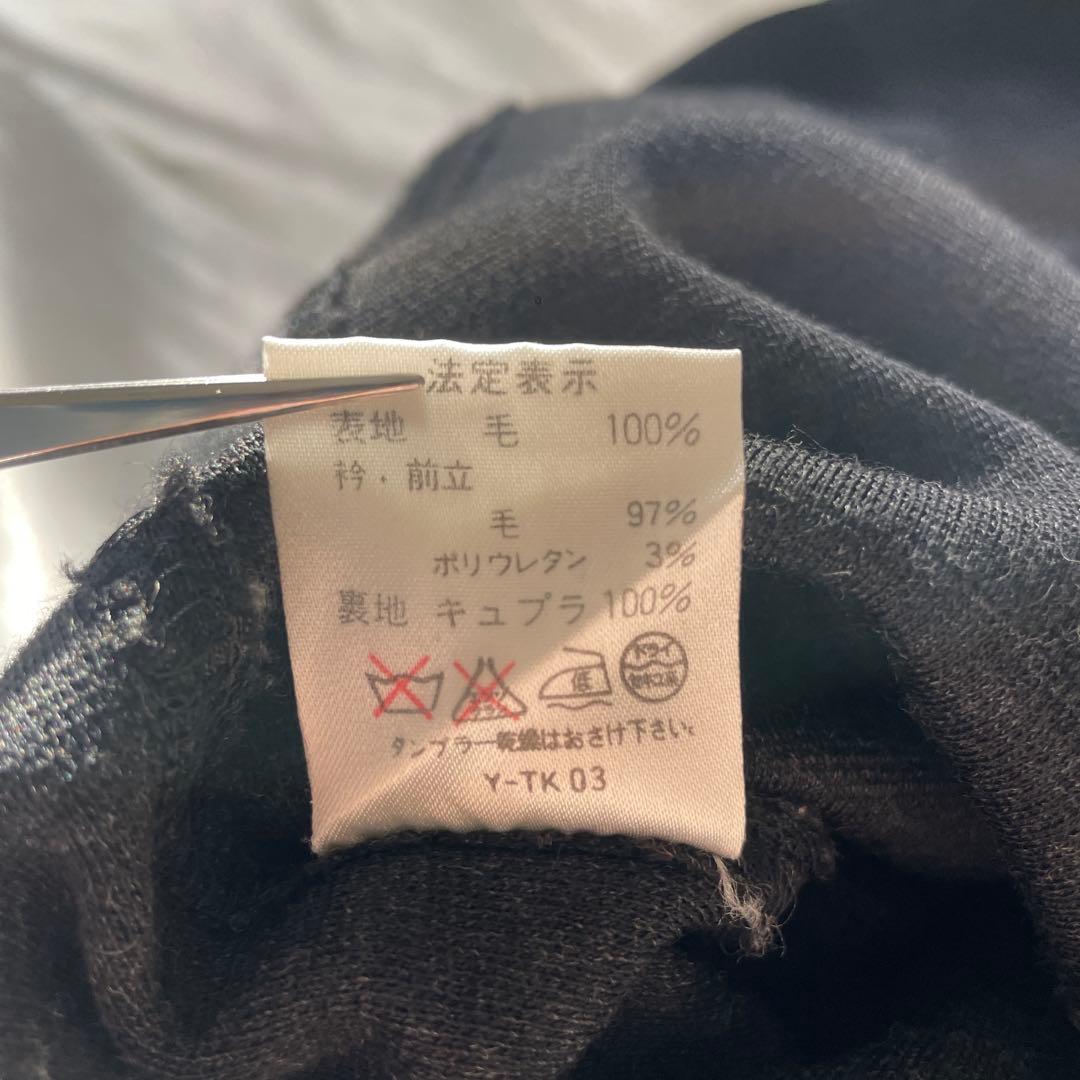 法定表示
表地 毛 100%
衿・前立
毛 97%
ポリウレタン 3%
裏地 キュプラ 100%
低 ドライ
タンブラー乾燥はおさけ下さい。
Y-TK 03